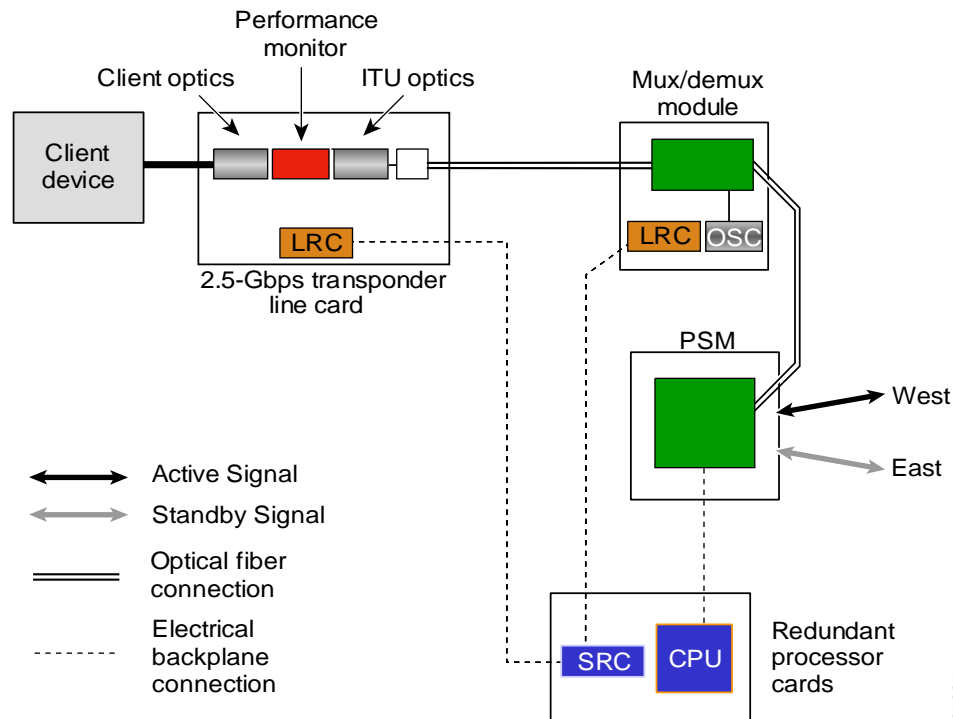 Performance
monitor
Client optics
ITU optics
Mux/demux
module
Client
device
LRC
LRC
OSC
2.5-Gbps transponder
line card
PSM
West
East
Active Signal
Standby Signal
Optical fiber
connection
Electrical
backplane
connection
SRC
CPU
Redundant
processor
cards